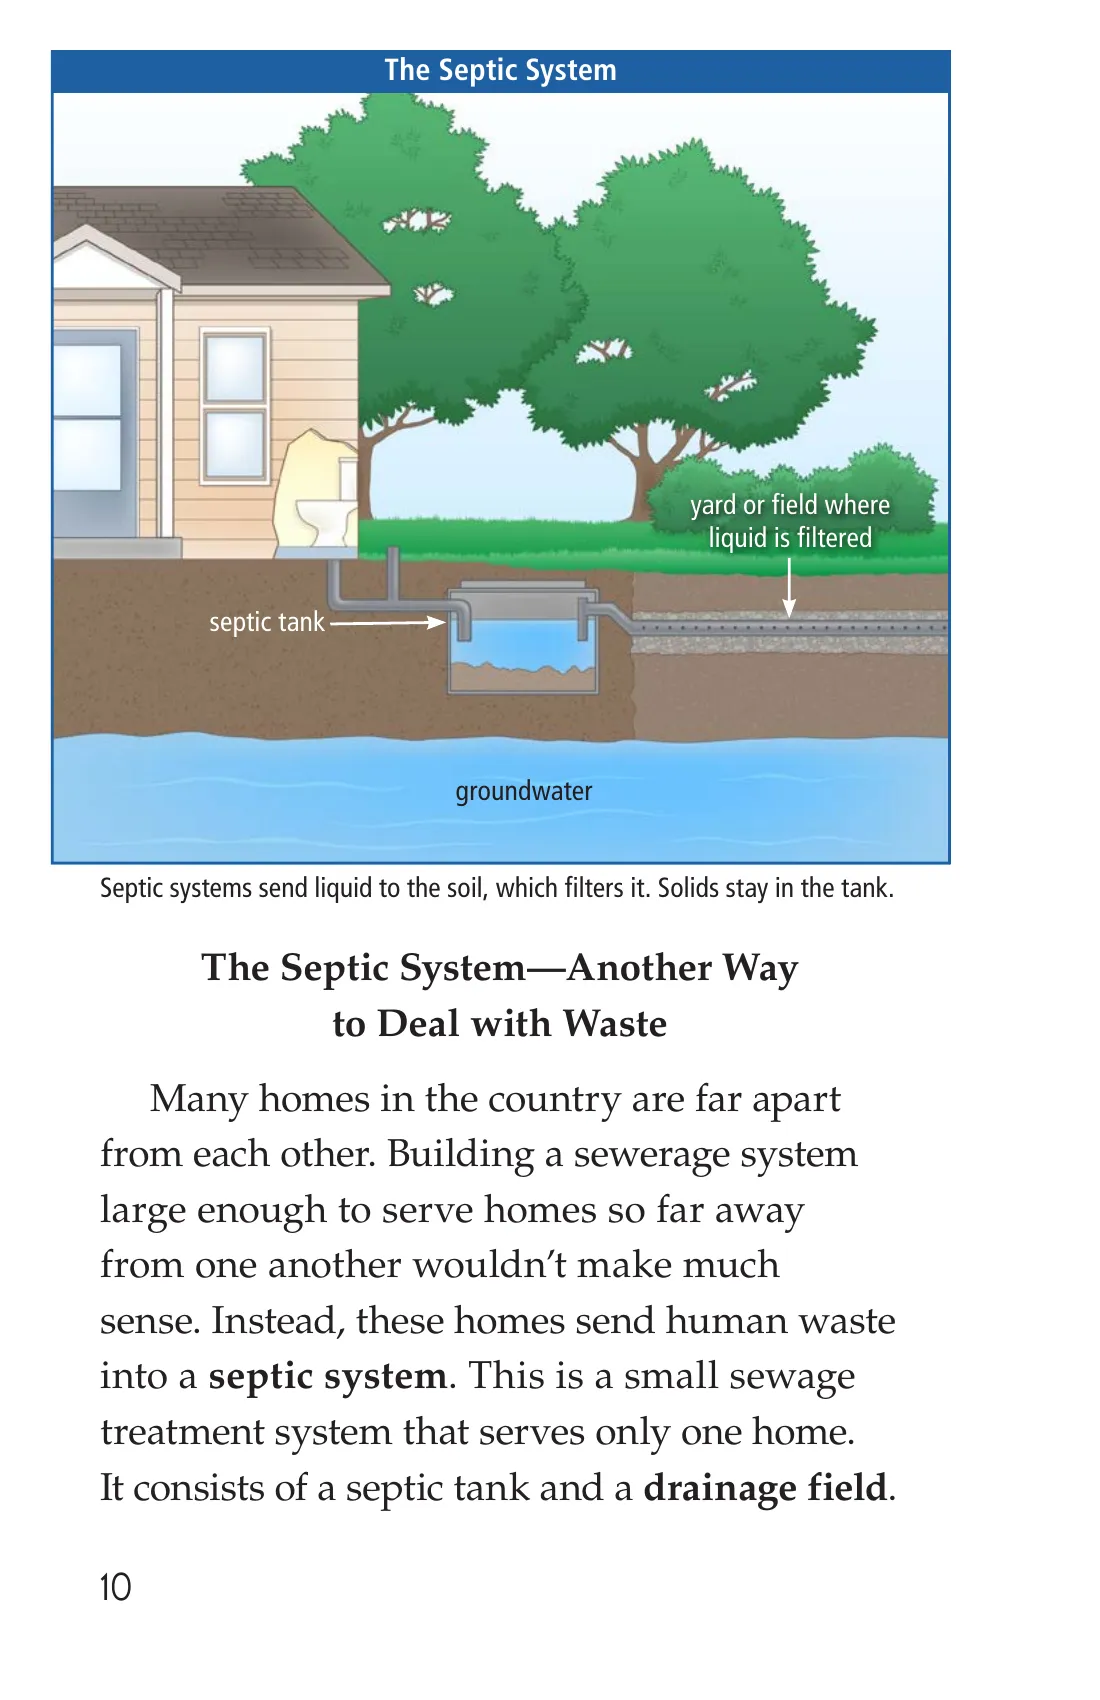 The Septic System
yard or field where
liquid is filtered
septic tank
groundwater
Septic systems send liquid to the soil, which filters it. Solids stay in the tank.
The Septic System—Another Way
to Deal with Waste
Many homes in the country are far apart
from each other. Building a sewerage system
large enough to serve homes so far away
from one another wouldn’t make much
sense. Instead, these homes send human waste
into a septic system. This is a small sewage
treatment system that serves only one home.
It consists of a septic tank and a drainage field.
10